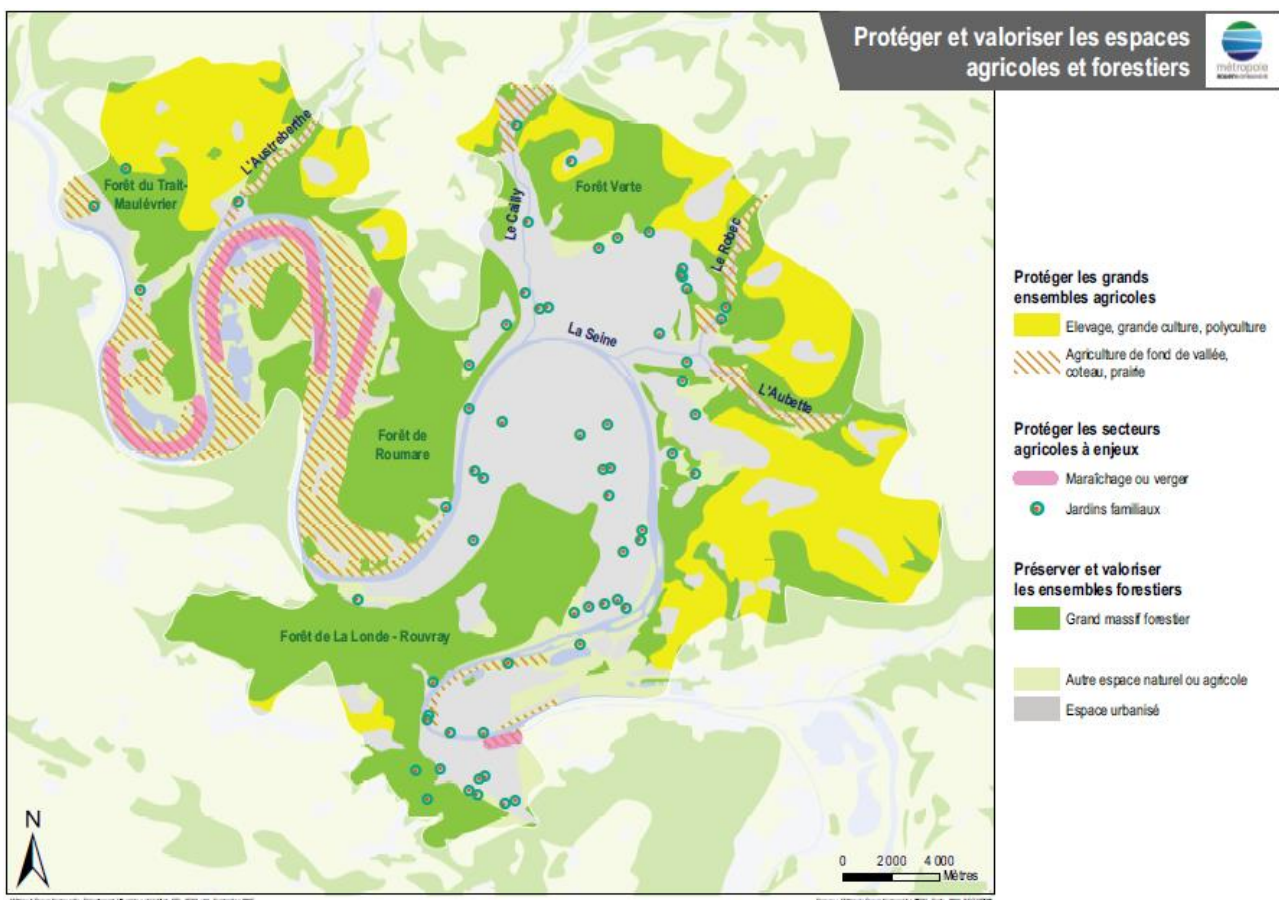 Protéger et valoriser les espaces
agricoles et forestiers
métropole
L'Austreberthe
Forêt du Trait-
Maulévrier
Le Cailly
Forêt Verte
Le Robec
La Seine
L'Aubette
Forêt de
Roumare
Forêt de La Londe - Rouvray
N
0 2 000 4 000
Mètres
Protéger les grands
ensembles agricoles
Elevage, grande culture, polyculture
Agriculture de fond de vallée,
coteau, prairie
Protéger les secteurs
agricoles à enjeux
Maraîchage ou verger
Jardins familiaux
Préserver et valoriser
les ensembles forestiers
Grand massif forestier
Autre espace naturel ou agricole
Espace urbanisé